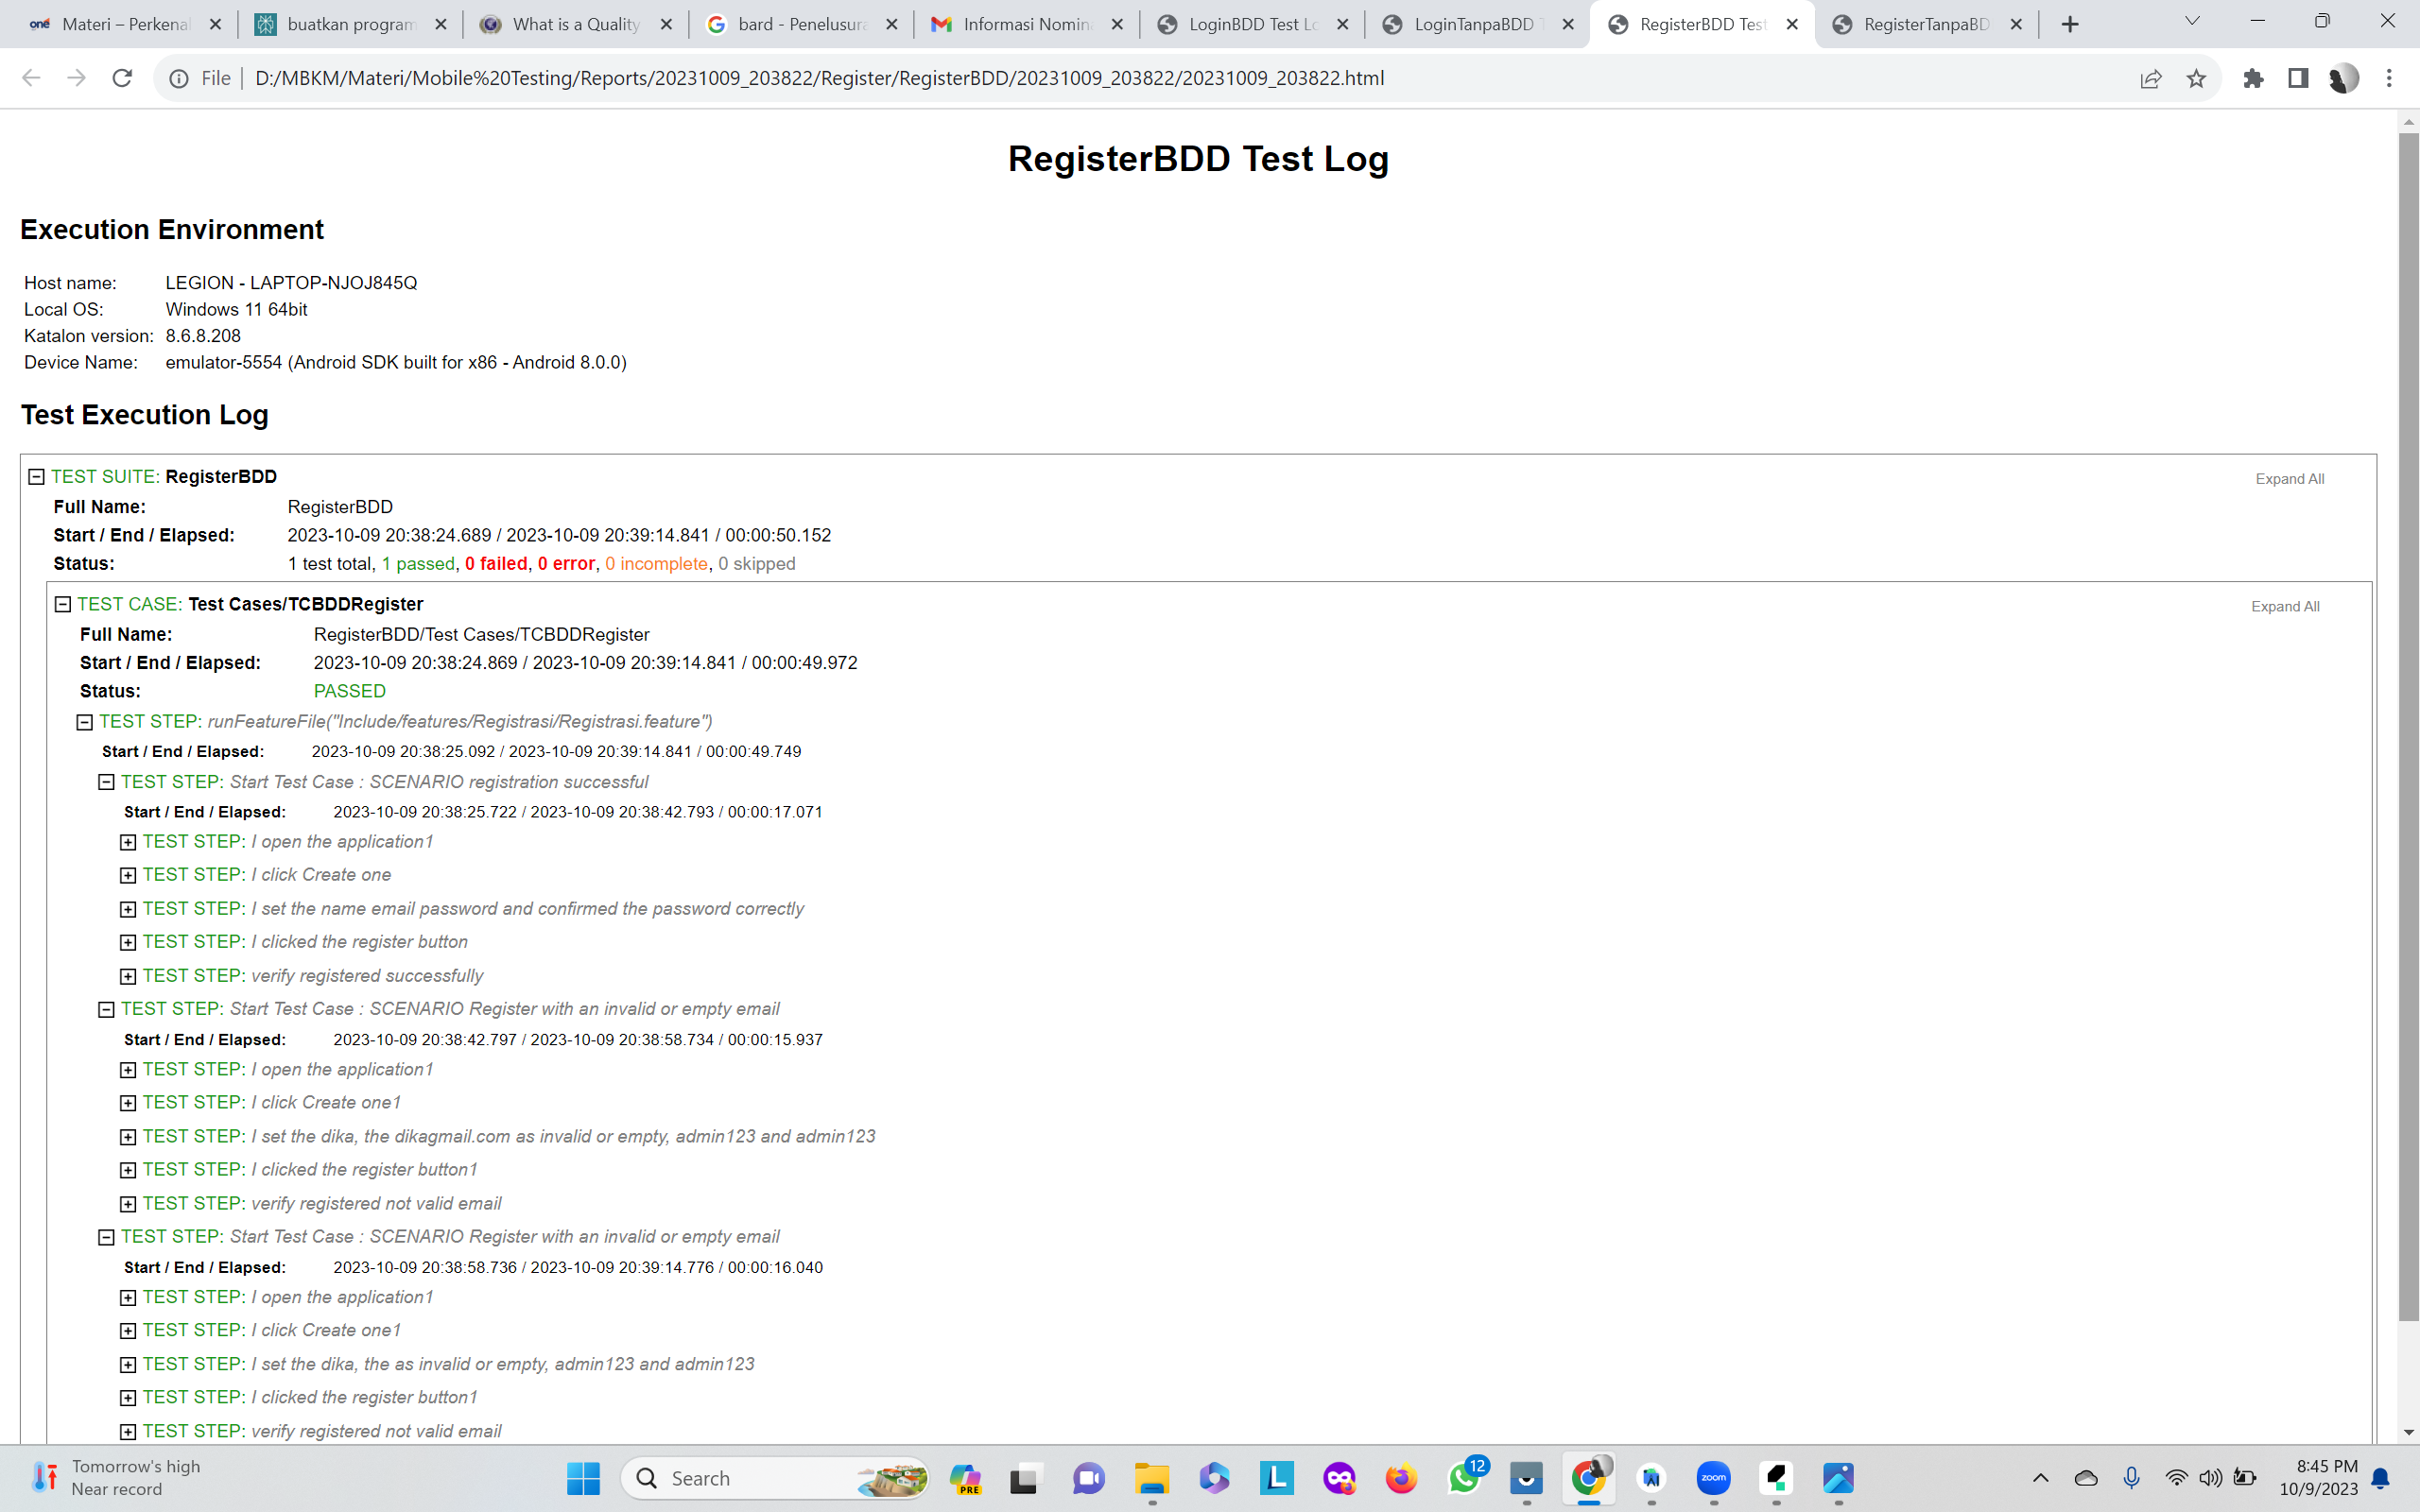 one Materi – Perkenal
buatkan program
What is a Quality
bard - Penelusura
Informasi Nomina
LoginBDD Test Lo
LoginTanpaBDD T
RegisterBDD Test
RegisterTanpaBD
File
D:/MBKM/Materi/Mobile%20Testing/Reports/20231009_203822/Register/RegisterBDD/20231009_203822/20231009_203822.html
RegisterBDD Test Log
Execution Environment
Host name: LEGION - LAPTOP-NJOJ845Q
Local OS: Windows 11 64bit
Katalon version: 8.6.8.208
Device Name: emulator-5554 (Android SDK built for x86 - Android 8.0.0)
Test Execution Log
TEST SUITE: RegisterBDD Expand All
Full Name: RegisterBDD
Start / End / Elapsed: 2023-10-09 20:38:24.689 / 2023-10-09 20:39:14.841 / 00:00:50.152
Status: 1 test total, 1 passed, 0 failed, 0 error, 0 incomplete, 0 skipped
TEST CASE: Test Cases/TCBDDRegister Expand All
Full Name: RegisterBDD/Test Cases/TCBDDRegister
Start / End / Elapsed: 2023-10-09 20:38:24.869 / 2023-10-09 20:39:14.841 / 00:00:49.972
Status: PASSED
TEST STEP: runFeatureFile("Include/features/Registrasi/Registrasi.feature")
Start / End / Elapsed: 2023-10-09 20:38:25.092 / 2023-10-09 20:39:14.841 / 00:00:49.749
TEST STEP: Start Test Case : SCENARIO registration successful
Start / End / Elapsed: 2023-10-09 20:38:25.722 / 2023-10-09 20:38:42.793 / 00:00:17.071
TEST STEP: I open the application1
TEST STEP: I click Create one
TEST STEP: I set the name email password and confirmed the password correctly
TEST STEP: I clicked the register button
TEST STEP: verify registered successfully
TEST STEP: Start Test Case : SCENARIO Register with an invalid or empty email
Start / End / Elapsed: 2023-10-09 20:38:42.797 / 2023-10-09 20:38:58.734 / 00:00:15.937
TEST STEP: I open the application1
TEST STEP: I click Create one1
TEST STEP: I set the dika, the dikagmail.com as invalid or empty, admin123 and admin123
TEST STEP: I clicked the register button1
TEST STEP: verify registered not valid email
TEST STEP: Start Test Case : SCENARIO Register with an invalid or empty email
Start / End / Elapsed: 2023-10-09 20:38:58.736 / 2023-10-09 20:39:14.776 / 00:00:16.040
TEST STEP: I open the application1
TEST STEP: I click Create one1
TEST STEP: I set the dika, the as invalid or empty, admin123 and admin123
TEST STEP: I clicked the register button1
TEST STEP: verify registered not valid email
Tomorrow's high
Near record
Search
PRE
L
12
zoom
8:45 PM
10/9/2023